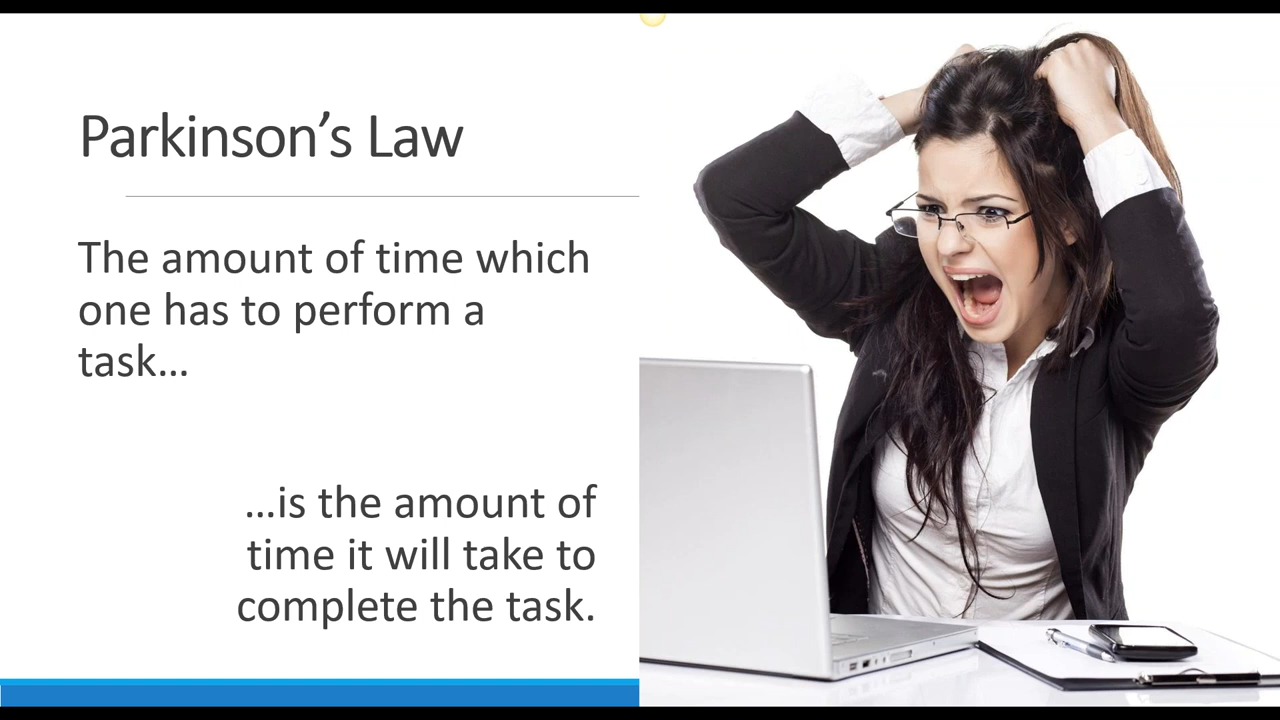 Parkinson’s Law
The amount of time which
one has to perform a
task...
...is the amount of
time it will take to
complete the task.